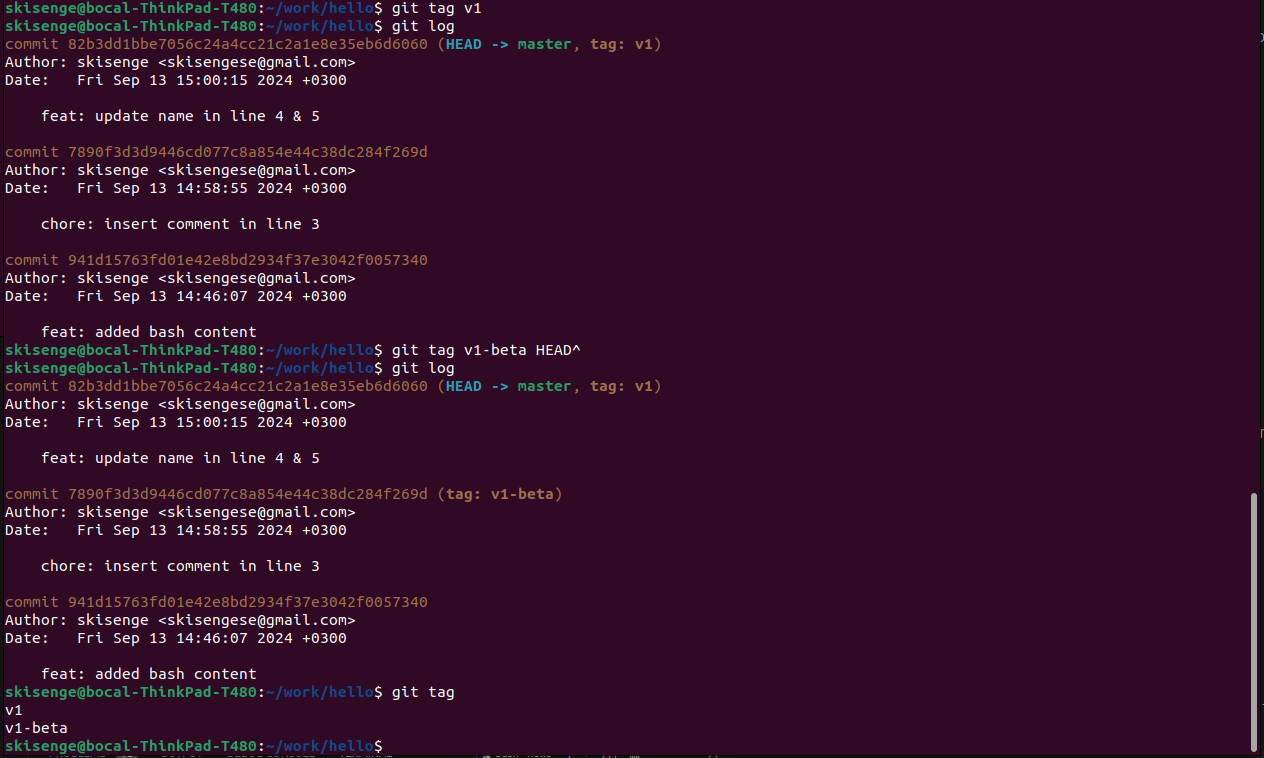 skisenge@bocal-ThinkPad-T480:~/work/hello$ git tag v1
skisenge@bocal-ThinkPad-T480:~/work/hello$ git log
commit 82b3dd1bbe7056c24a4cc21c2a1e8e35eb6d6060 (HEAD -> master, tag: v1)
Author: skisenge <skisengese@gmail.com>
Date:   Fri Sep 13 15:00:15 2024 +0300

    feat: update name in line 4 & 5

commit 7890f3d3d9446cd077c8a854e44c38dc284f269d
Author: skisenge <skisengese@gmail.com>
Date:   Fri Sep 13 14:58:55 2024 +0300

    chore: insert comment in line 3

commit 941d15763fd01e42e8bd2934f37e3042f0057340
Author: skisenge <skisengese@gmail.com>
Date:   Fri Sep 13 14:46:07 2024 +0300

    feat: added bash content
skisenge@bocal-ThinkPad-T480:~/work/hello$ git tag v1-beta HEAD^
skisenge@bocal-ThinkPad-T480:~/work/hello$ git log
commit 82b3dd1bbe7056c24a4cc21c2a1e8e35eb6d6060 (HEAD -> master, tag: v1)
Author: skisenge <skisengese@gmail.com>
Date:   Fri Sep 13 15:00:15 2024 +0300

    feat: update name in line 4 & 5

commit 7890f3d3d9446cd077c8a854e44c38dc284f269d (tag: v1-beta)
Author: skisenge <skisengese@gmail.com>
Date:   Fri Sep 13 14:58:55 2024 +0300

    chore: insert comment in line 3

commit 941d15763fd01e42e8bd2934f37e3042f0057340
Author: skisenge <skisengese@gmail.com>
Date:   Fri Sep 13 14:46:07 2024 +0300

    feat: added bash content
skisenge@bocal-ThinkPad-T480:~/work/hello$ git tag
v1
v1-beta
skisenge@bocal-ThinkPad-T480:~/work/hello$